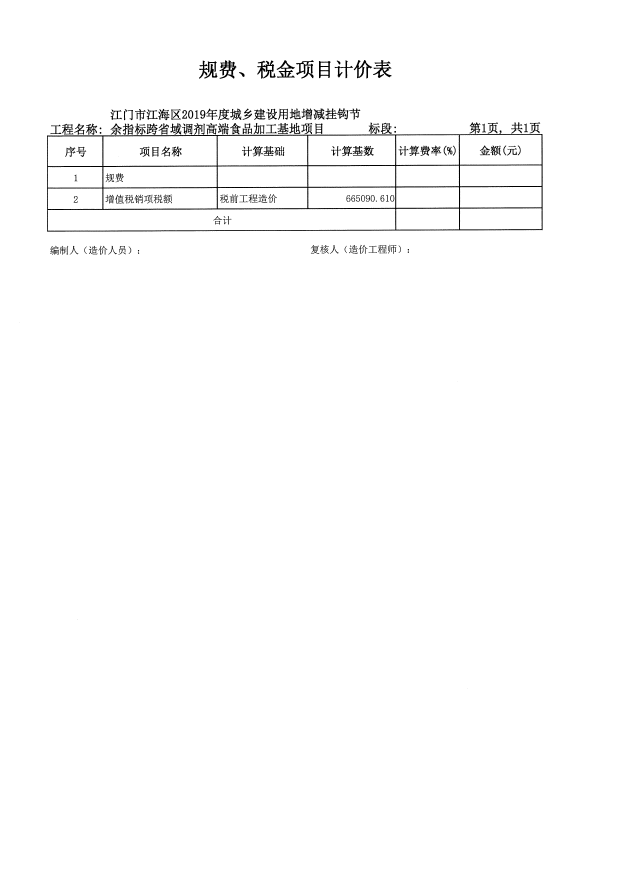 规费、税金项目计价表
江门市江海区2019年度城乡建设用地增减挂钩节
工程名称: 余指标跨省域调剂高端食品加工基地项目 标段: 第1页, 共1页
序号 项目名称 计算基础 计算基数 计算费率(%) 金额(元)
1 规费
2 增值税销项税额 税前工程造价 665090.610
合计
编制人（造价人员）: 复核人（造价工程师）: